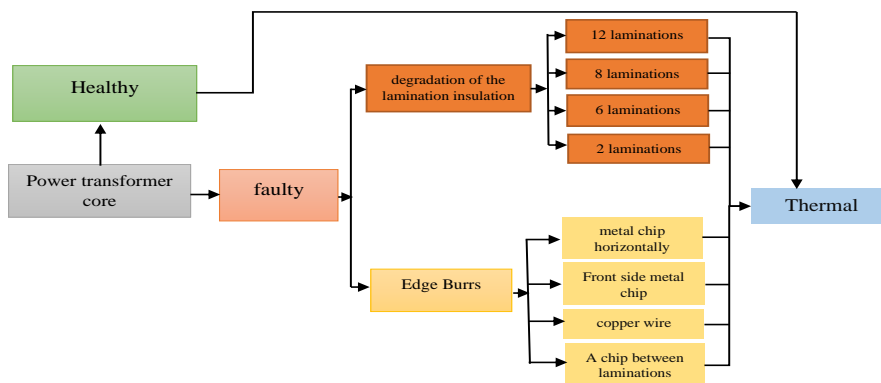 Healthy
Power transformer
core
faulty
degradation of the
lamination insulation
12 laminations
8 laminations
6 laminations
2 laminations
Edge Burrs
metal chip
horizontally
Front side metal
chip
copper wire
A chip between
laminations
Thermal